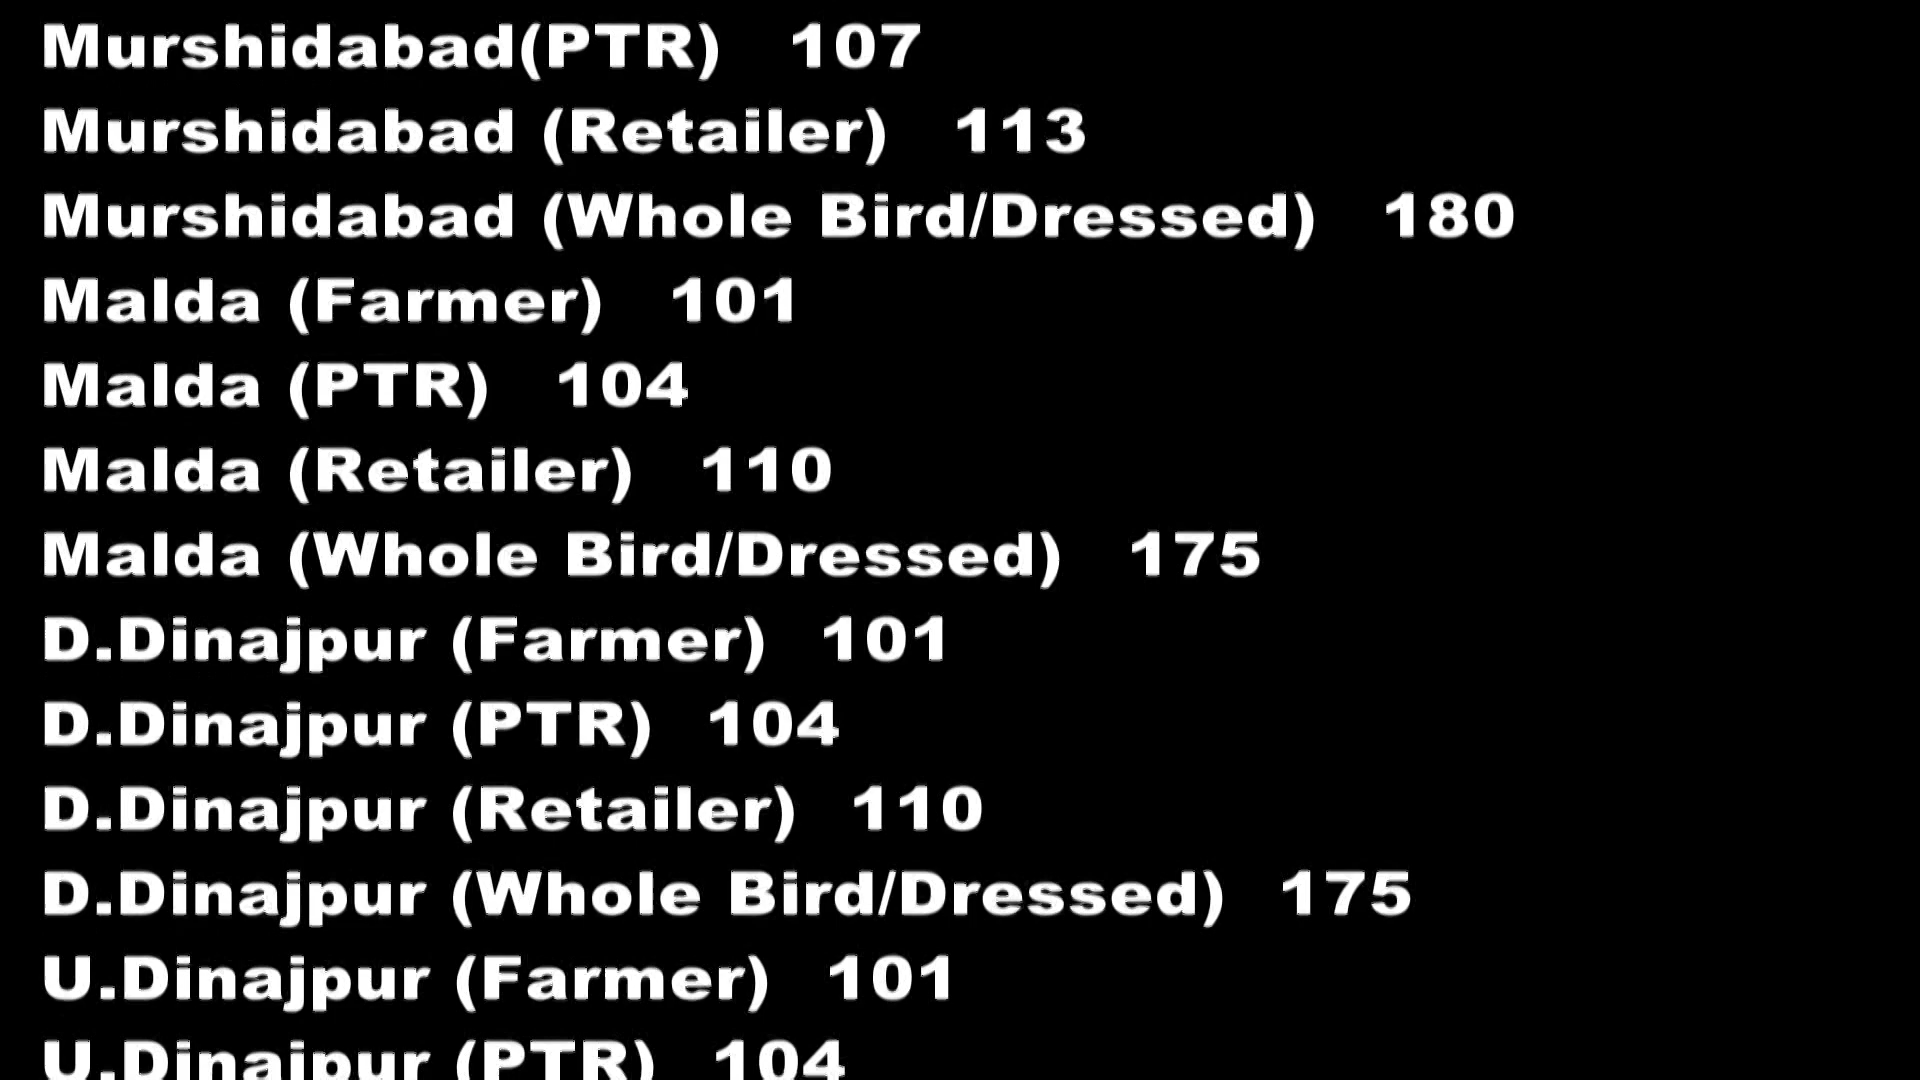 Murshidabad(PTR) 107
Murshidabad (Retailer) 113
Murshidabad (Whole Bird/Dressed) 180
Malda (Farmer) 101
Malda (PTR) 104
Malda (Retailer) 110
Malda (Whole Bird/Dressed) 175
D.Dinajpur (Farmer) 101
D.Dinajpur (PTR) 104
D.Dinajpur (Retailer) 110
D.Dinajpur (Whole Bird/Dressed) 175
U.Dinajpur (Farmer) 101
U.Dinajpur (PTR) 104